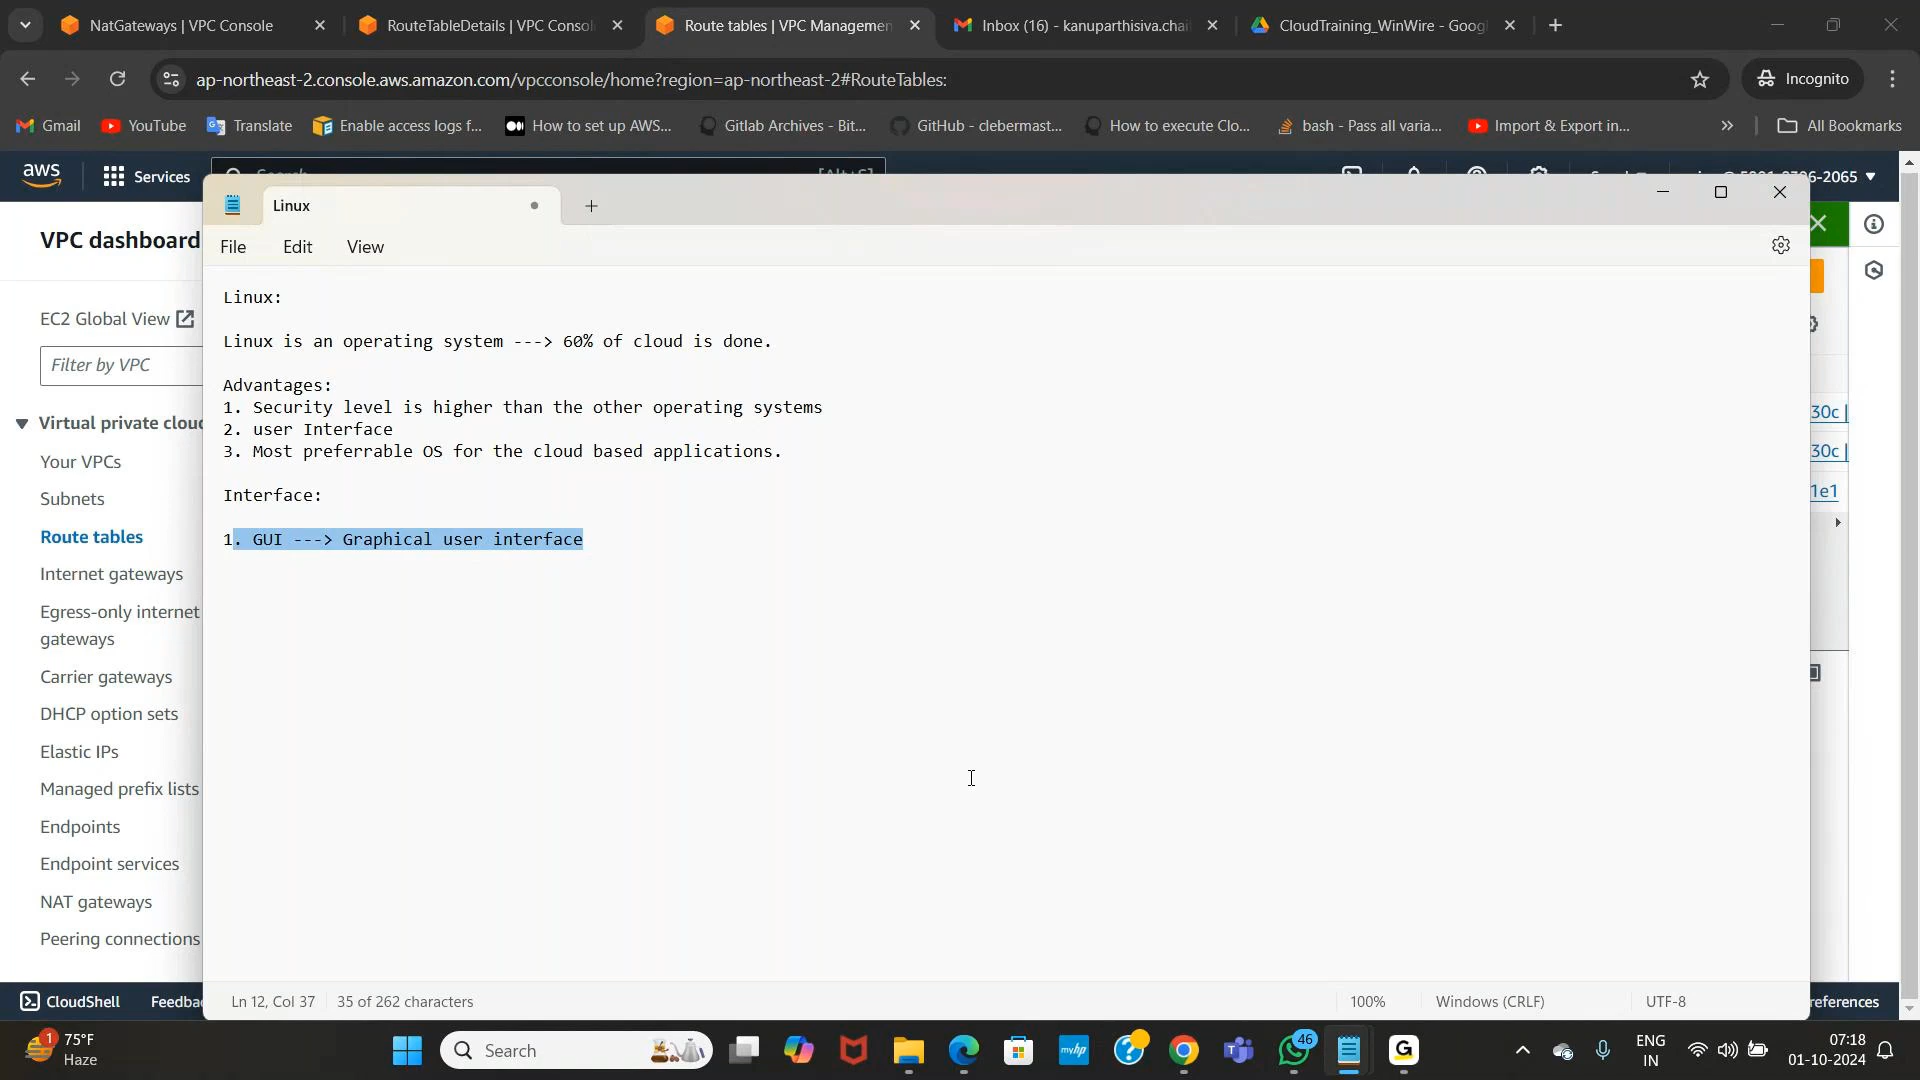 NatGateways | VPC Console
RouteTableDetails | VPC Consol
Route tables | VPC Managemen
Inbox (16) - kanuparthisiva.chai
CloudTraining_WinWire - Goog
ap-northeast-2.console.aws.amazon.com/vpcconsole/home?region=ap-northeast-2#RouteTables:
Incognito
Gmail
YouTube
Translate
Enable access logs f...
How to set up AWS...
Gitlab Archives - Bit...
GitHub - clebermast...
How to execute Clo...
bash - Pass all varia...
Import & Export in...
All Bookmarks
aws
Services
-2065
Linux
File
Edit
View
VPC dashboard
EC2 Global View
Filter by VPC
Virtual private clou
Your VPCs
Subnets
Route tables
Internet gateways
Egress-only internet
gateways
Carrier gateways
DHCP option sets
Elastic IPs
Managed prefix lists
Endpoints
Endpoint services
NAT gateways
Peering connections
Linux:
Linux is an operating system ---> 60% of cloud is done.
Advantages:
1. Security level is higher than the other operating systems
2. user Interface
3. Most preferrable OS for the cloud based applications.
Interface:
1. GUI ---> Graphical user interface
30c |
30c |
1e1
Ln 12, Col 37
35 of 262 characters
100%
Windows (CRLF)
UTF-8
CloudShell
Feedba
references
1
75°F
Haze
Search
myhp
46
G
ENG
IN
07:18
01-10-2024